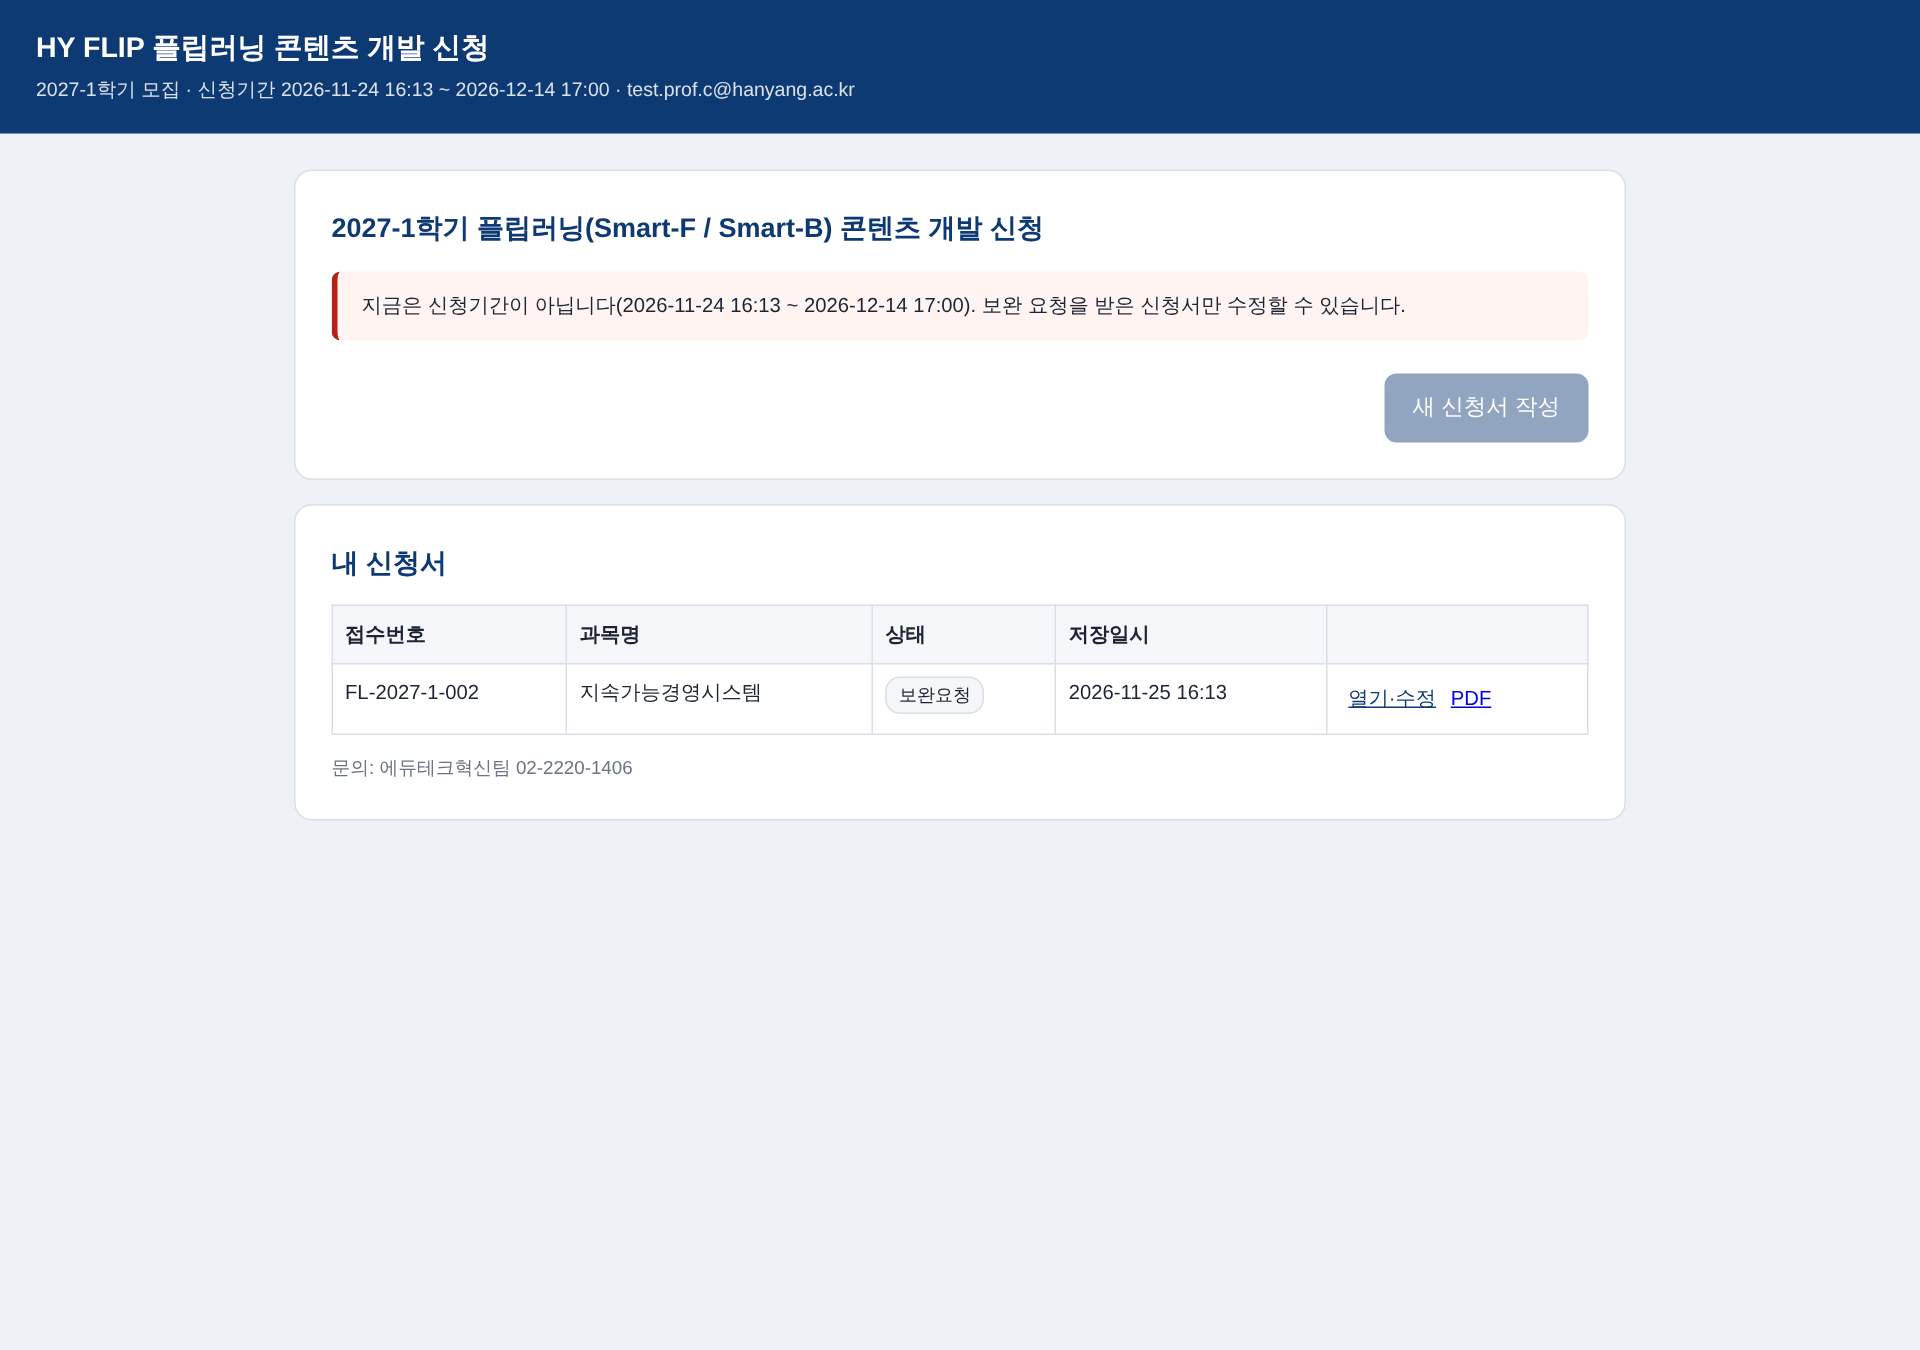 HY FLIP 플립러닝 콘텐츠 개발 신청
2027-1학기 모집 · 신청기간 2026-11-24 16:13 ~ 2026-12-14 17:00 · test.prof.c@hanyang.ac.kr
2027-1학기 플립러닝(Smart-F / Smart-B) 콘텐츠 개발 신청
지금은 신청기간이 아닙니다(2026-11-24 16:13 ~ 2026-12-14 17:00). 보완 요청을 받은 신청서만 수정할 수 있습니다.
새 신청서 작성
내 신청서
접수번호 과목명 상태 저장일시
FL-2027-1-002 지속가능경영시스템 보완요청 2026-11-25 16:13 열기·수정 PDF
문의: 에듀테크혁신팀 02-2220-1406